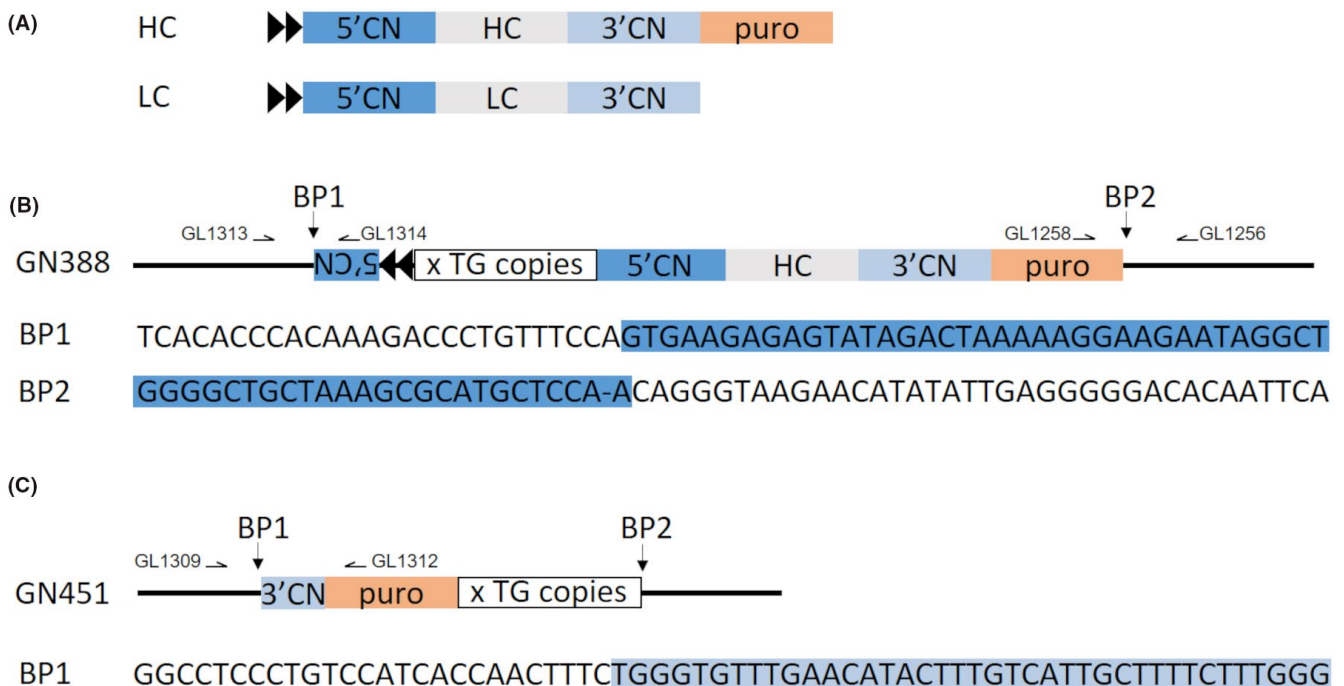 (A)
HC 5'CN HC 3'CN puro
LC 5'CN LC 3'CN
(B)
BP1 BP2
GL1313 GL1314 GL1258 GL1256
GN388 5'CN x TG copies 5'CN HC 3'CN puro
BP1 TCACACCCACAAAGACCCTGTTTCCAGTGAAGAGAGTATAGACTAAAAAGGAAGAATAGGCT
BP2 GGGGCTGCTAAAGCGCATGCTCCA-ACAGGGTAAGAACATATATTGAGGGGGACACAATTCA
(C)
BP1 BP2
GL1309 GL1312
GN451 3'CN puro x TG copies
BP1 GGCCTCCCTGTCCATCACCAACTTTCTGGGTGTTTGAACATACTTTGTCATTGCTTTTCTTTGGG